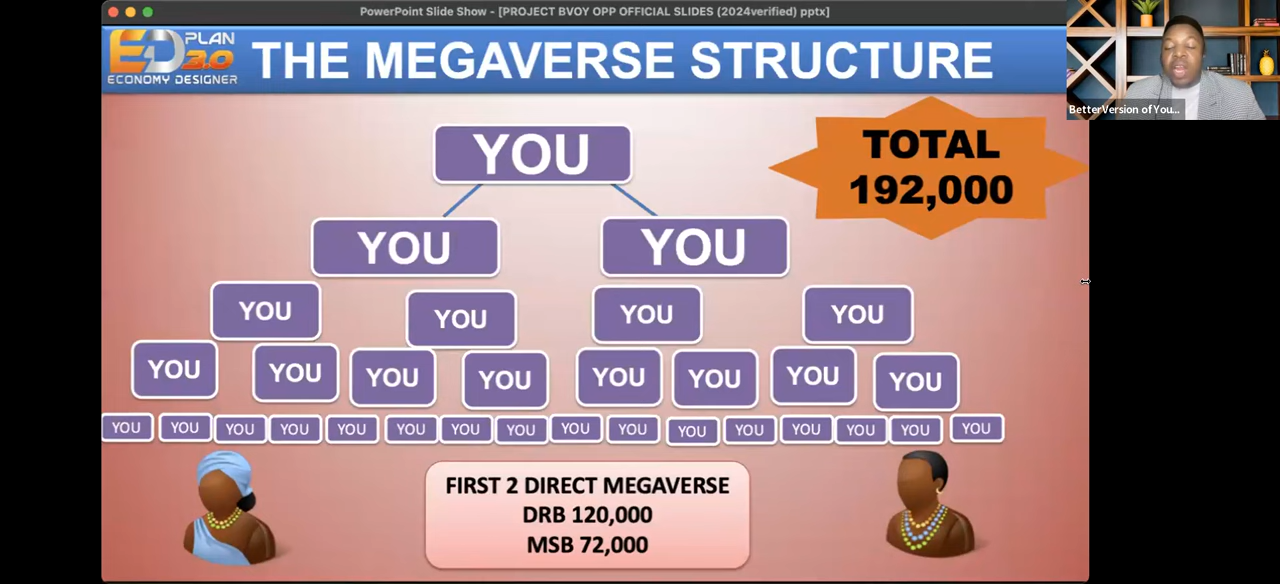 PowerPoint Slide Show - [PROJECT BVOY OPP OFFICIAL SLIDES (2024verified) pptx]
ED PLAN 3.0
ECONOMY DESIGNER
THE MEGAVERSE STRUCTURE
BetterVersion of You...
TOTAL
192,000
YOU
YOU YOU
YOU YOU YOU YOU
YOU YOU YOU YOU YOU YOU YOU YOU
YOU YOU YOU YOU YOU YOU YOU YOU YOU YOU YOU YOU YOU YOU YOU YOU
FIRST 2 DIRECT MEGAVERSE
DRB 120,000
MSB 72,000